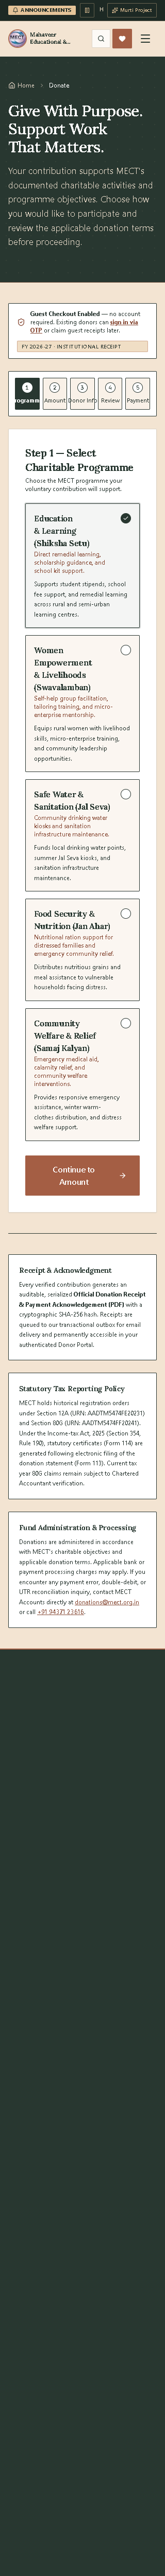 ANNOUNCEMENTS H Murti Project
Mahaveer
Educational &...
Home > Donate
Give With Purpose.
Support Work
That Matters.
Your contribution supports MECT's
documented charitable activities and
programme objectives. Choose how
you would like to participate and
review the applicable donation terms
before proceeding.
Guest Checkout Enabled — no account
required. Existing donors can sign in via
OTP or claim guest receipts later.
FY 2026-27 · INSTITUTIONAL RECEIPT
1 2 3 4 5
rogramm Amount Donor Info Review Payment
Step 1 — Select
Charitable Programme
Choose the MECT programme your
voluntary contribution will support.
Education
& Learning
(Shiksha Setu)
Direct remedial learning,
scholarship guidance, and
school kit support.
Supports student stipends, school
fee support, and remedial learning
across rural and semi-urban
learning centres.
Women
Empowerment
& Livelihoods
(Swavalamban)
Self-help group facilitation,
tailoring training, and micro-
enterprise mentorship.
Equips rural women with livelihood
skills, micro-enterprise training,
and community leadership
opportunities.
Safe Water &
Sanitation (Jal Seva)
Community drinking water
kiosks and sanitation
infrastructure maintenance.
Funds local drinking water points,
summer Jal Seva kiosks, and
sanitation infrastructure
maintenance.
Food Security &
Nutrition (Jan Ahar)
Nutritional ration support for
distressed families and
emergency community relief.
Distributes nutritious grains and
meal assistance to vulnerable
households facing distress.
Community
Welfare & Relief
(Samaj Kalyan)
Emergency medical aid,
calamity relief, and
community welfare
interventions.
Provides responsive emergency
assistance, winter warm-
clothes distribution, and distress
welfare support.
Continue to
Amount
Receipt & Acknowledgment
Every verified contribution generates an
auditable, serialized Official Donation Receipt
& Payment Acknowledgement (PDF) with a
cryptographic SHA-256 hash. Receipts are
queued to our transactional outbox for email
delivery and permanently accessible in your
authenticated Donor Portal.
Statutory Tax Reporting Policy
MECT holds historical registration orders
under Section 12A (URN: AADTM5474FE20231)
and Section 80G (URN: AADTM5474FF20241).
Under the Income-tax Act, 2025 (Section 354,
Rule 190), statutory certificates (Form 114) are
generated following electronic filing of the
donation statement (Form 113). Current tax
year 80G claims remain subject to Chartered
Accountant verification.
Fund Administration & Processing
Donations are administered in accordance
with MECT's charitable objectives and
applicable donation terms. Applicable bank or
payment processing charges may apply. If you
encounter any payment error, double-debit, or
UTR reconciliation inquiry, contact MECT
Accounts directly at donations@mect.org.in
or call +91 94371 23616.